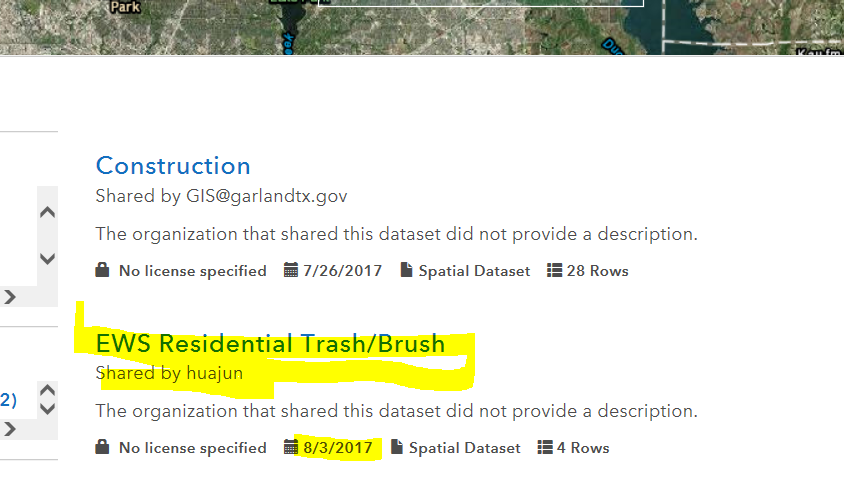 Park
Construction
Shared by GIS@garlandtx.gov
The organization that shared this dataset did not provide a description.
No license specified 7/26/2017 Spatial Dataset 28 Rows
EWS Residential Trash/Brush
Shared by huajun
2)
The organization that shared this dataset did not provide a description.
No license specified 8/3/2017 Spatial Dataset 4 Rows